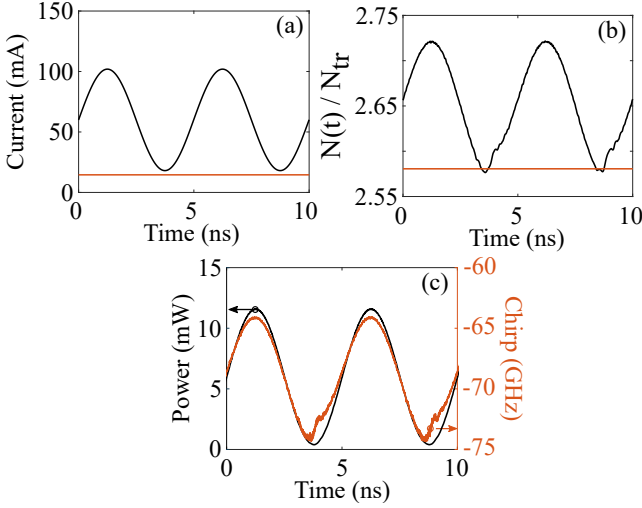 (a)
150
100
50
0
Current (mA)
0
5
10
Time (ns)
(b)
2.75
2.65
2.55
N(t) / Ntr
0
5
10
Time (ns)
(c)
15
10
5
0
Power (mW)
-60
-65
-70
-75
Chirp (GHz)
0
5
10
Time (ns)